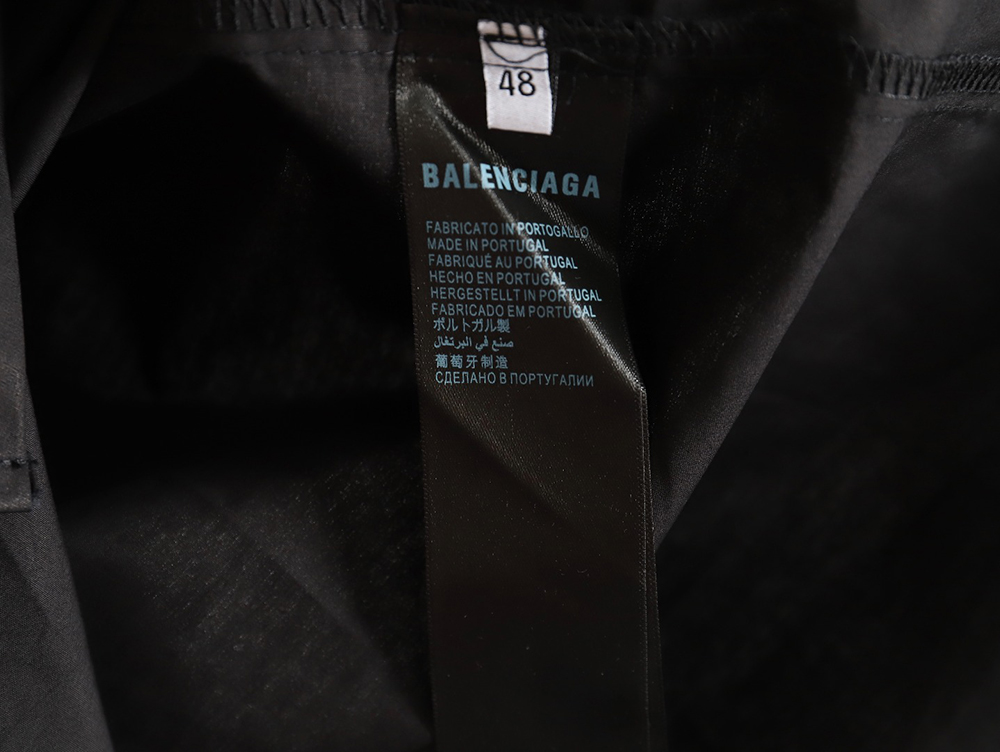 48
BALENCIAGA
FABRICATO IN PORTOGALLO
MADE IN PORTUGAL
FABRIQUÉ AU PORTUGAL
HECHO EN PORTUGAL
HERGESTELLT IN PORTUGAL
FABRICADO EM PORTUGAL
ポルトガル製
صنع في البرتغال
葡萄牙制造
СДЕЛАНО В ПОРТУГАЛИИ